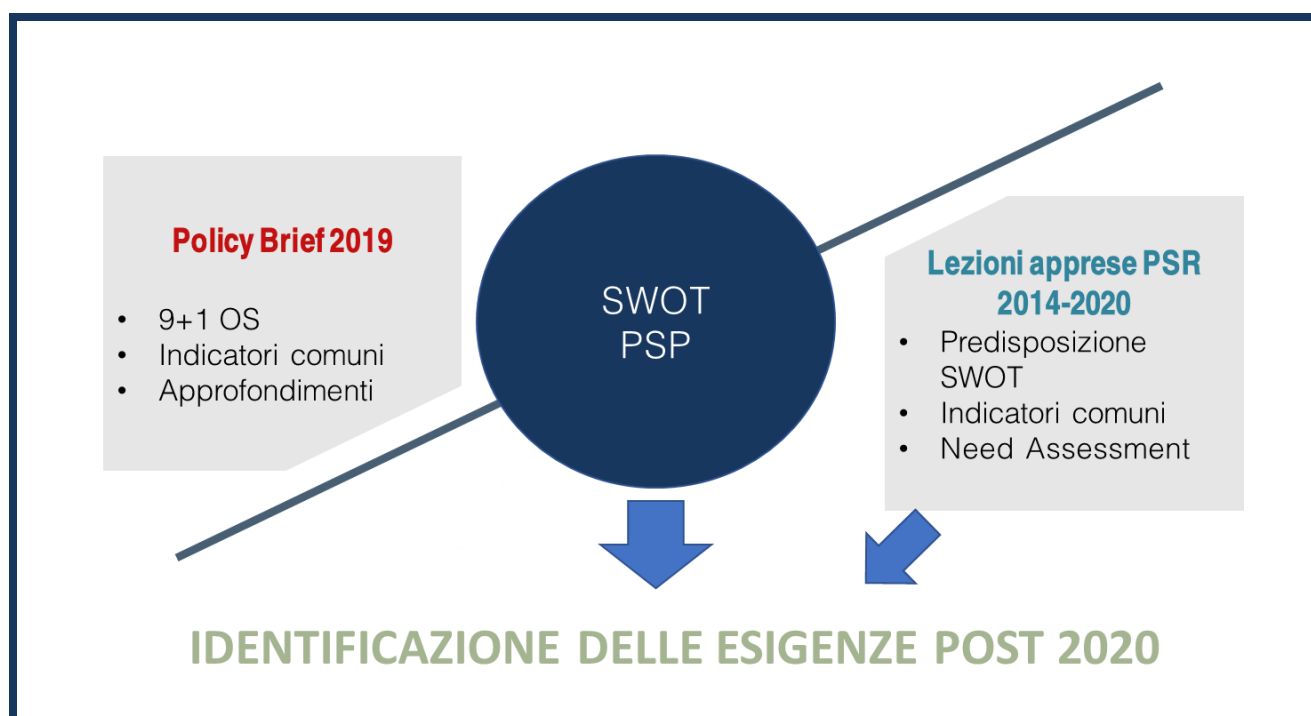 Policy Brief 2019
• 9+1 OS
• Indicatori comuni
• Approfondimenti
SWOT
PSP
Lezioni apprese PSR
2014-2020
• Predisposizione
SWOT
• Indicatori comuni
• Need Assessment
IDENTIFICAZIONE DELLE ESIGENZE POST 2020